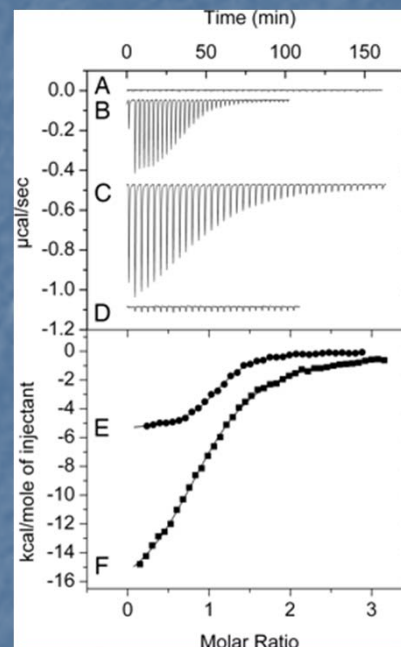 Time (min)
0 50 100 150
0.0
-0.2
-0.4
-0.6
-0.8
-1.0
-1.2
µcal/sec
A
B
C
D
0
-2
-4
-6
-8
-10
-12
-14
-16
kcal/mole of injectant
E
F
0 1 2 3
Molar Ratio